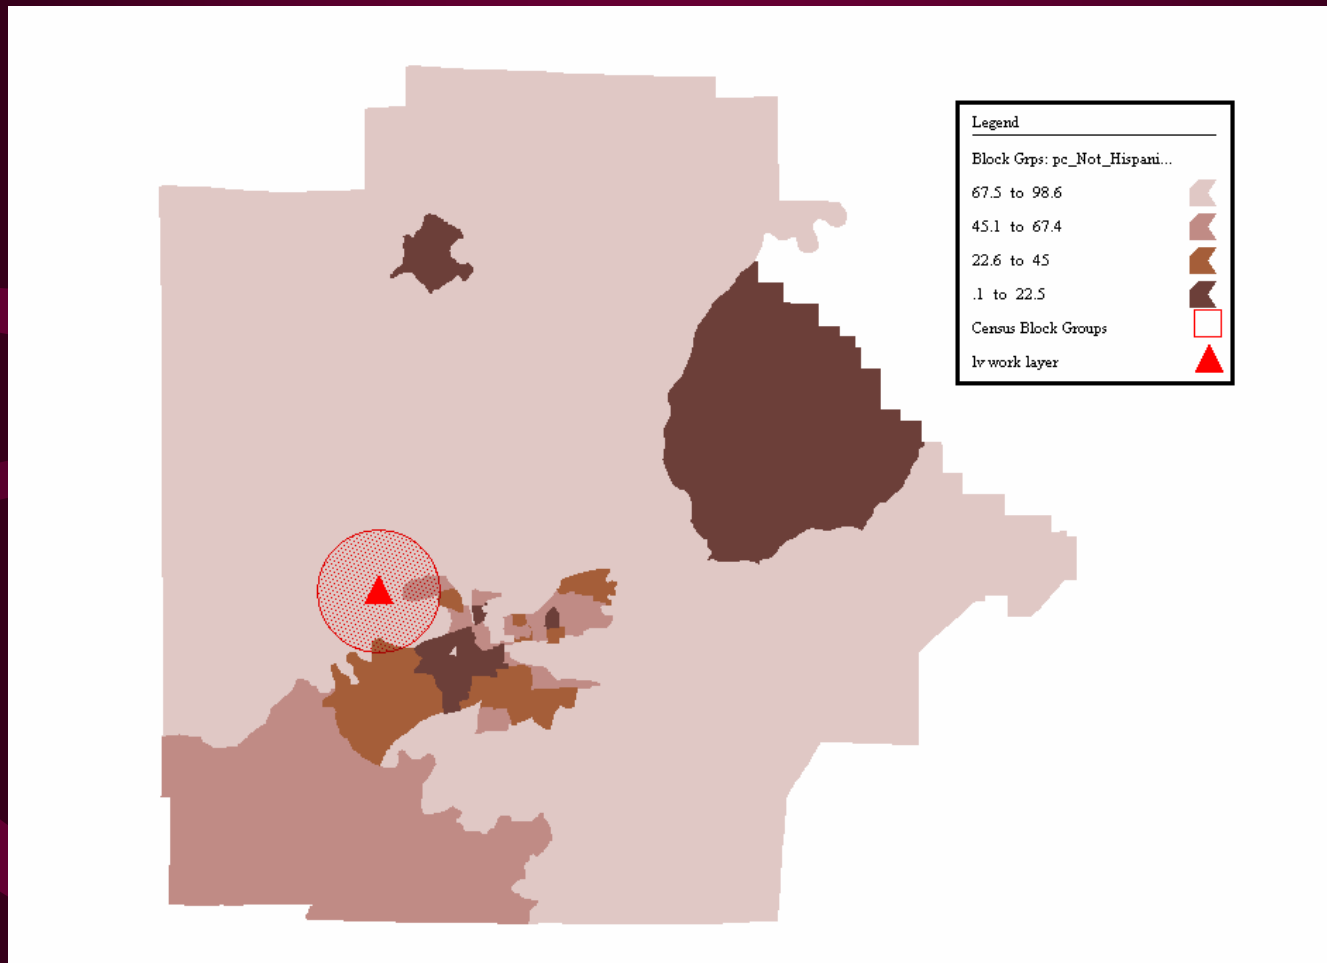 Legend
Block Grps: pc_Not_Hispani...
67.5 to 98.6
45.1 to 67.4
22.6 to 45
.1 to 22.5
Census Block Groups
lv work layer